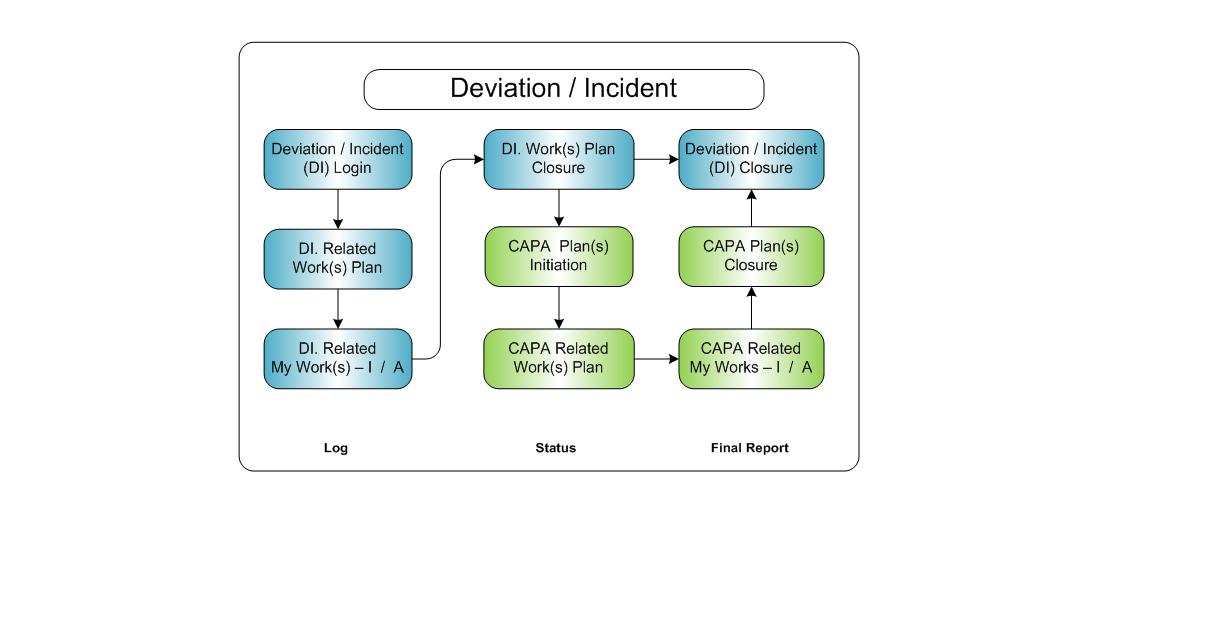 Deviation / Incident
Deviation / Incident
(DI) Login
DI. Related
Work(s) Plan
DI. Related
My Work(s) – I / A
DI. Work(s) Plan
Closure
CAPA Plan(s)
Initiation
CAPA Related
Work(s) Plan
Deviation / Incident
(DI) Closure
CAPA Plan(s)
Closure
CAPA Related
My Works – I / A
Log
Status
Final Report